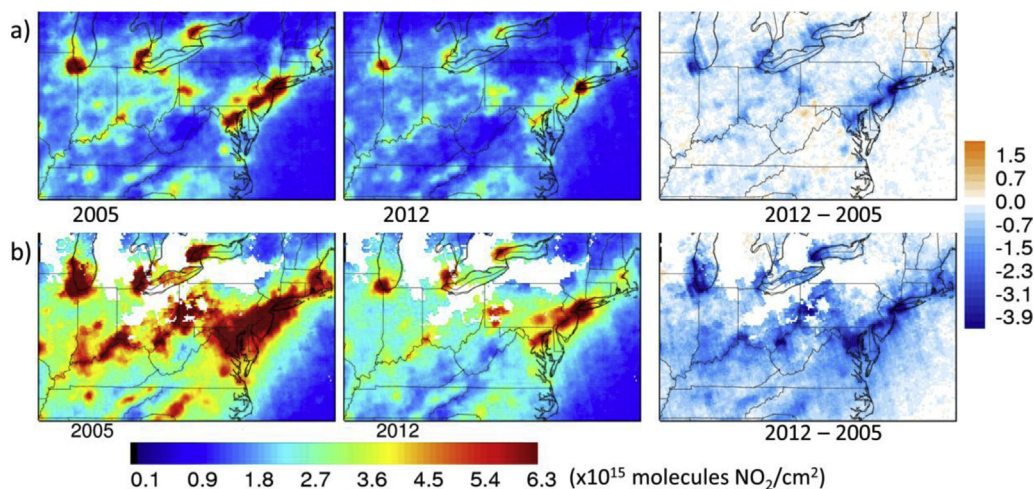 a)
2005 2012 2012 – 2005
1.5
0.7
0.0
-0.7
-1.5
-2.3
-3.1
-3.9
b)
2005 2012 2012 – 2005
0.1 0.9 1.8 2.7 3.6 4.5 5.4 6.3 (x10¹⁵ molecules NO₂/cm²)